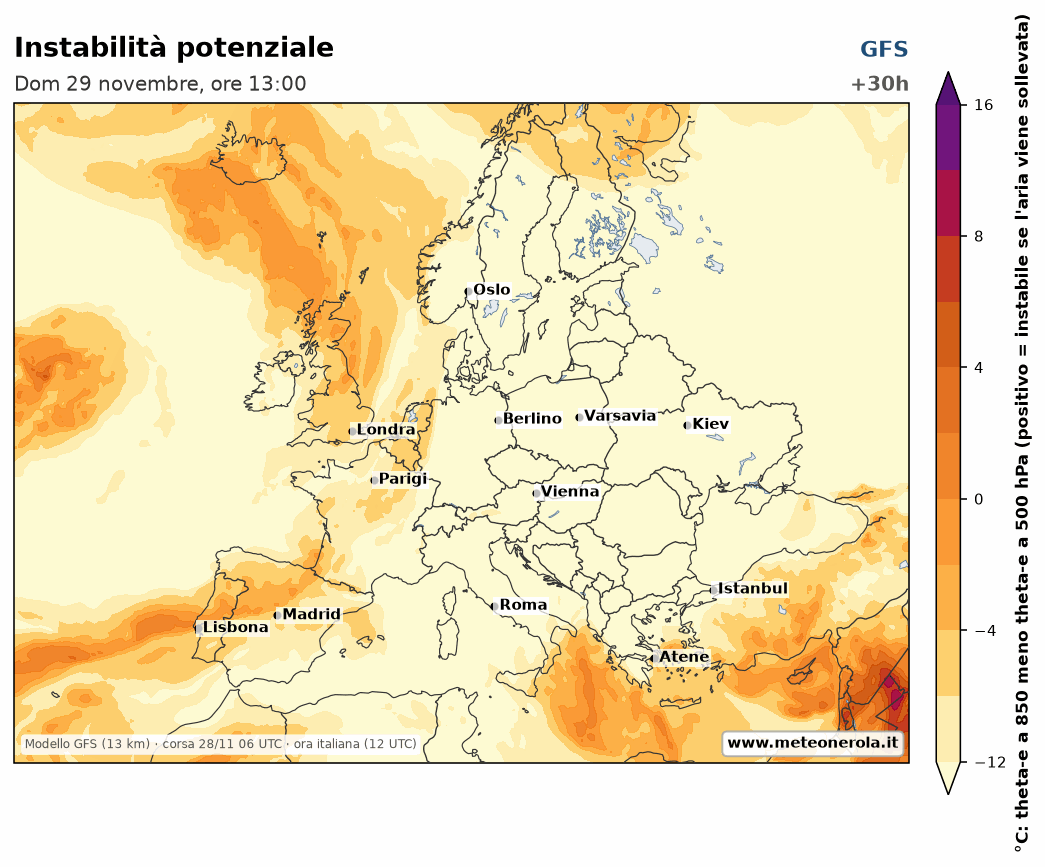 Instabilità potenziale
GFS
Dom 29 novembre, ore 13:00
+30h
Oslo
Berlino
Varsavia
Kiev
Londra
Parigi
Vienna
Istanbul
Roma
Madrid
Lisbona
Atene
Modello GFS (13 km) · corsa 28/11 06 UTC · ora italiana (12 UTC)
www.meteonerola.it
16
8
4
0
−4
−12
°C: theta-e a 850 meno theta-e a 500 hPa (positivo = instabile se l'aria viene sollevata)